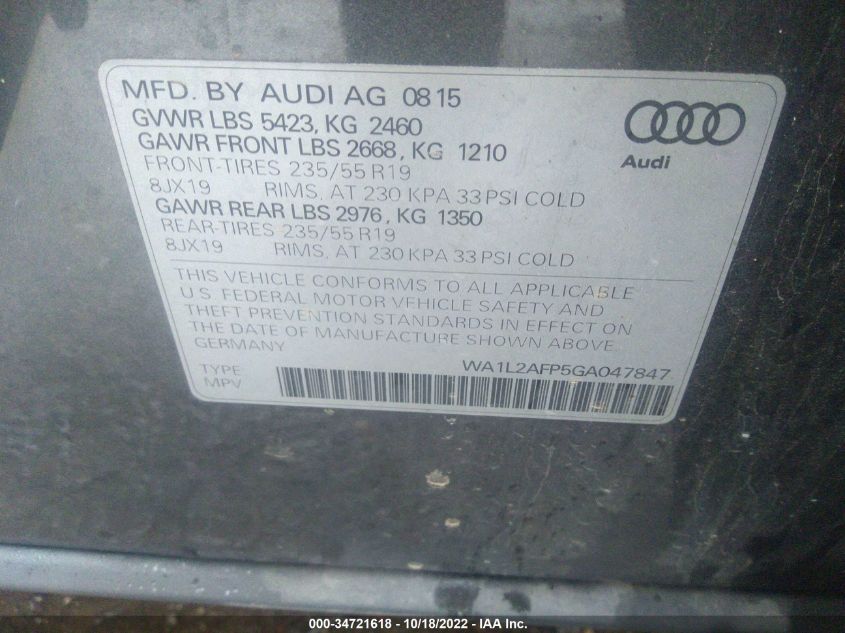 MFD. BY AUDI AG 08 15
GVWR LBS 5423, KG 2460
GAWR FRONT LBS 2668, KG 1210
FRONT-TIRES 235/55 R19
8JX19 RIMS, AT 230 KPA 33 PSI COLD
GAWR REAR LBS 2976, KG 1350
REAR-TIRES 235/55 R19
8JX19 RIMS, AT 230 KPA 33 PSI COLD
Audi
THIS VEHICLE CONFORMS TO ALL APPLICABLE
U.S. FEDERAL MOTOR VEHICLE SAFETY AND
THEFT PREVENTION STANDARDS IN EFFECT ON
THE DATE OF MANUFACTURE SHOWN ABOVE.
GERMANY
TYPE WA1L2AFP5GA047847
MPV
000-34721618 - 10/18/2022 - IAA Inc.